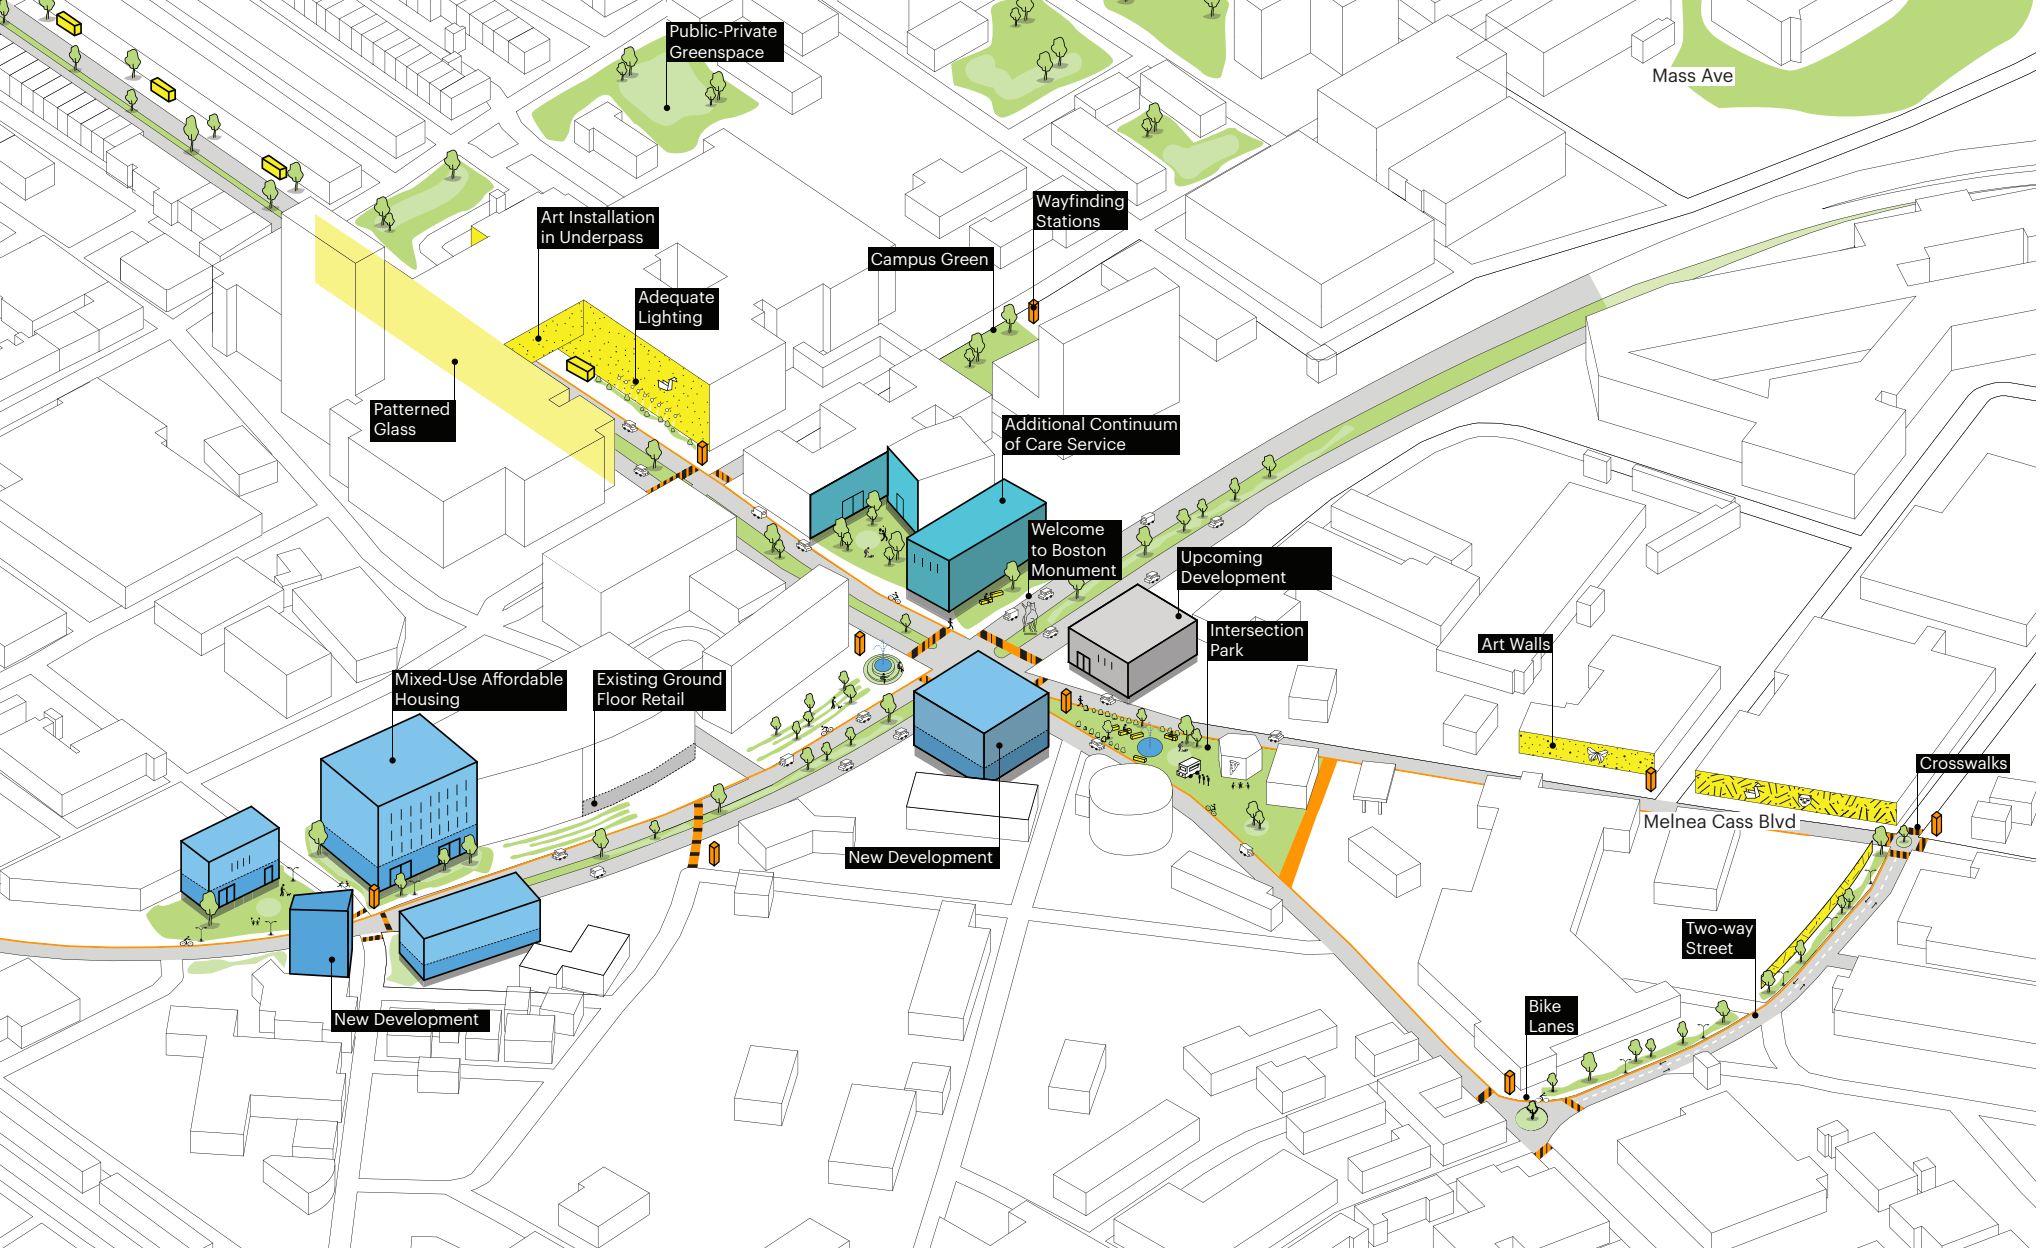 Public-Private
Greenspace
Mass Ave
Wayfinding
Stations
Art Installation
in Underpass
Campus Green
Adequate
Lighting
Patterned
Glass
Additional Continuum
of Care Service
Welcome
to Boston
Monument
Upcoming
Development
Intersection
Park
Art Walls
Mixed-Use Affordable
Housing
Existing Ground
Floor Retail
Crosswalks
Melnea Cass Blvd
New Development
Two-way
Street
Bike
Lanes
New Development